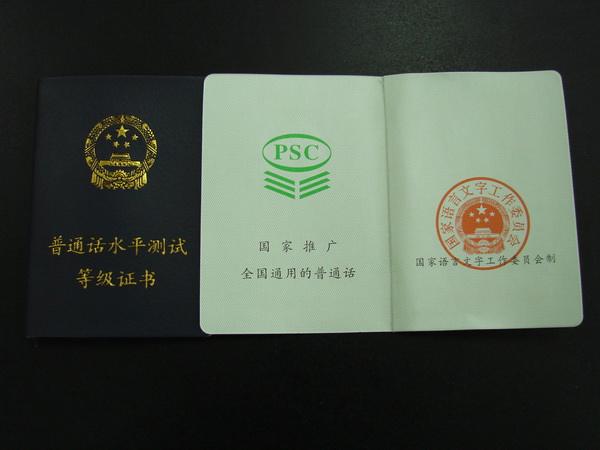 普通话水平测试
等级证书
PSC
国家推广
全国通用的普通话
国家语言文字工作委员会
国家语言文字工作委员会制